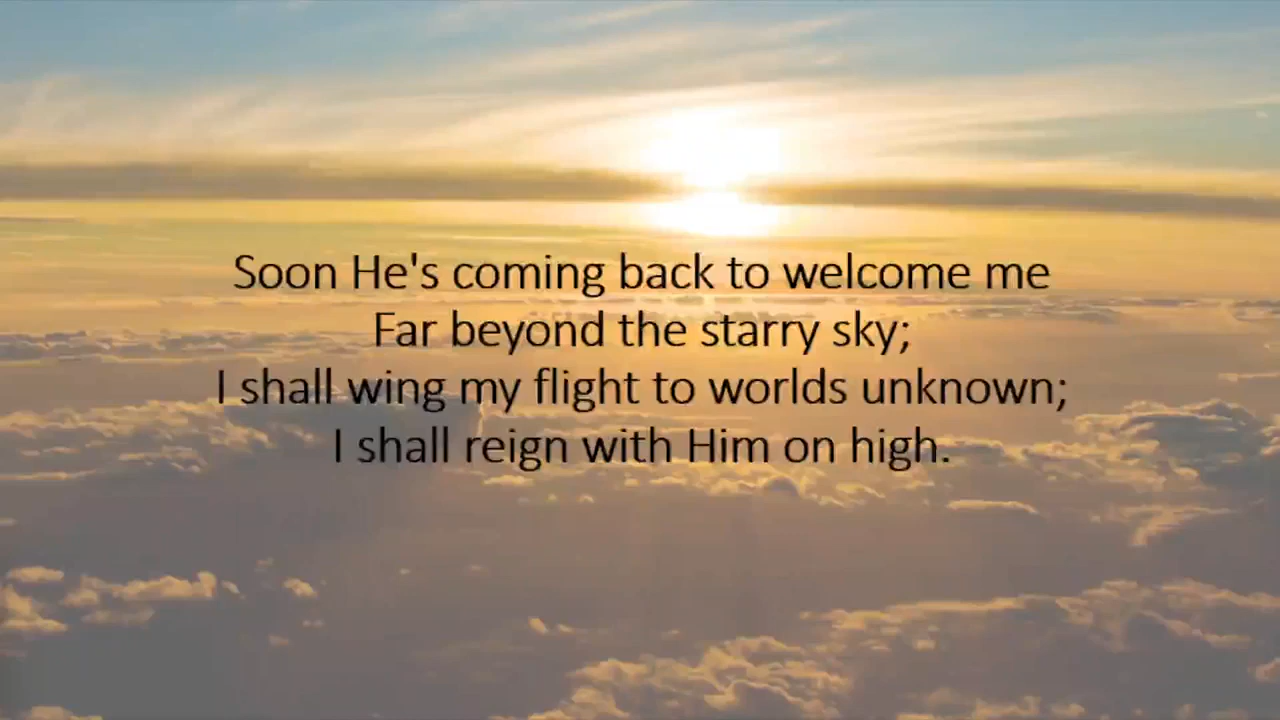 Soon He's coming back to welcome me
Far beyond the starry sky;
I shall wing my flight to worlds unknown;
I shall reign with Him on high.